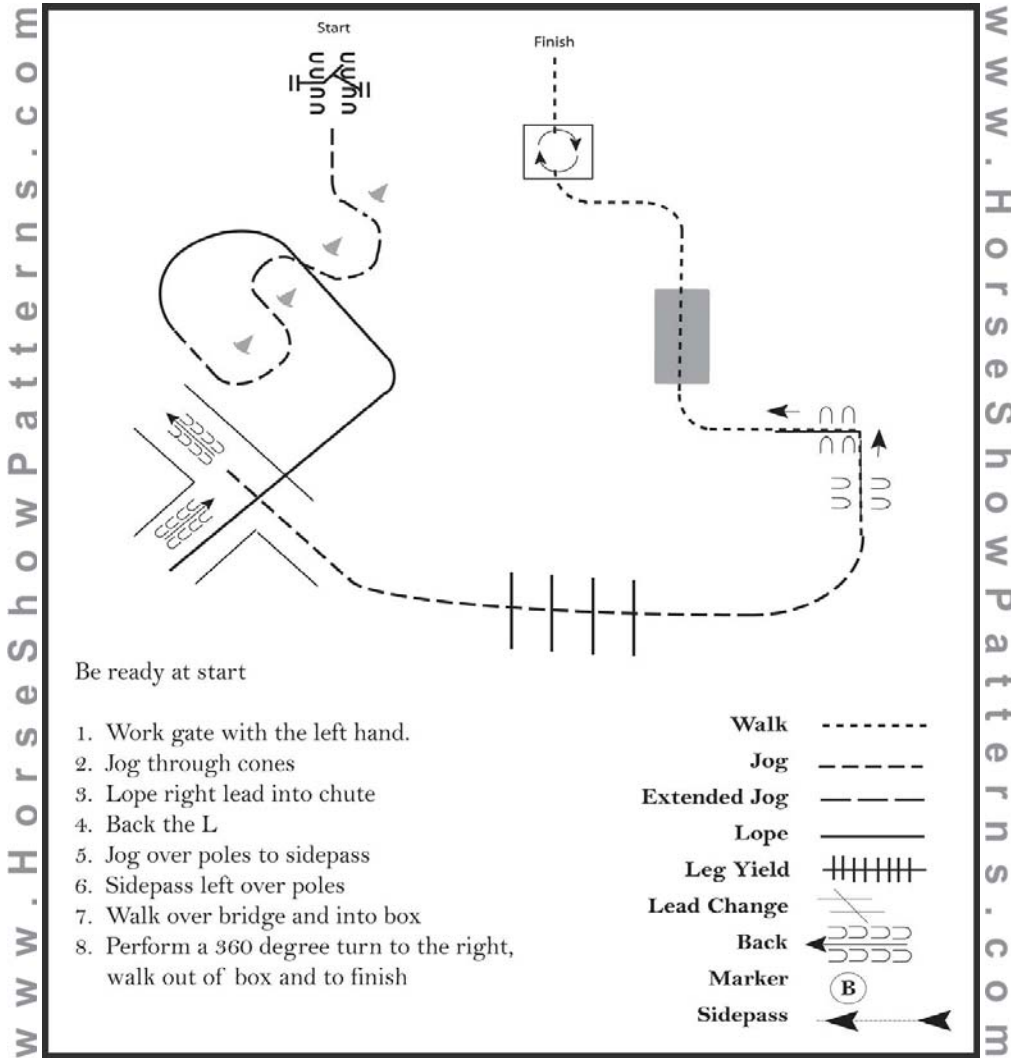 www.HorseShowPatterns.com
Start
Finish
Be ready at start
1. Work gate with the left hand.
2. Jog through cones
3. Lope right lead into chute
4. Back the L
5. Jog over poles to sidepass
6. Sidepass left over poles
7. Walk over bridge and into box
8. Perform a 360 degree turn to the right,
walk out of box and to finish
Walk
Jog
Extended Jog
Lope
Leg Yield
Lead Change
Back
Marker
B
Sidepass
www.HorseShowPatterns.com